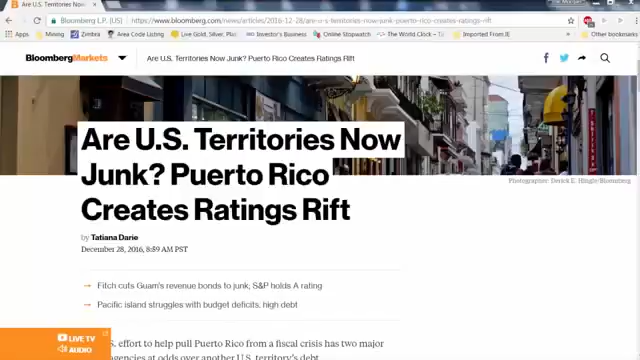 Are U.S. Territories Now
Bloomberg L.P. [US] https://www.bloomberg.com/news/articles/2016-12-28/are-u-s-territories-now-junk-puerto-rico-creates-ratings-rift
Mining Zimbra Area Code Listing Live Gold, Silver, Plat Investor's Business Online Stopwatch The World Clock — Ti Imported From IE Other bookmarks
BloombergMarkets Are U.S. Territories Now Junk? Puerto Rico Creates Ratings Rift
Photographer: Derick E. Hingle/Bloomberg
Are U.S. Territories Now
Junk? Puerto Rico
Creates Ratings Rift
by Tatiana Darie
December 28, 2016, 8:39 AM PST
→ Fitch cuts Guam's revenue bonds to junk; S&P holds A rating
→ Pacific island struggles with budget deficits, high debt
LIVE TV
AUDIO
S. effort to help pull Puerto Rico from a fiscal crisis has two major
agencies at odds over another U.S. territory's debt